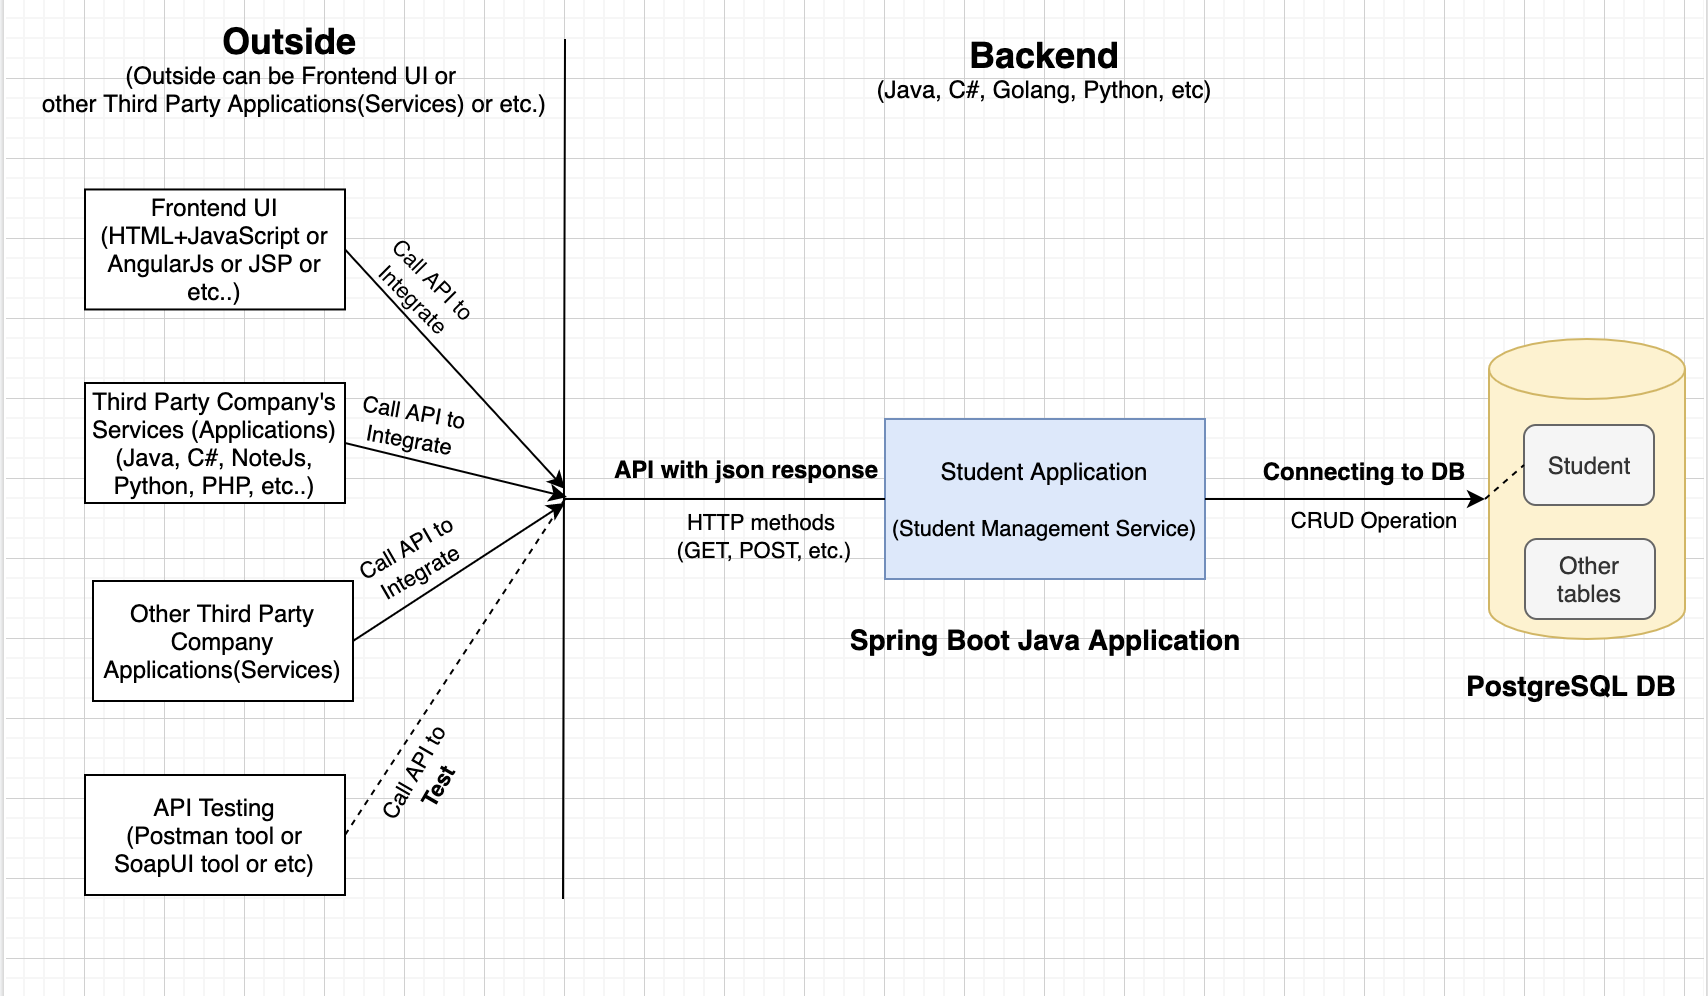 Outside
(Outside can be Frontend UI or
other Third Party Applications(Services) or etc.)
Backend
(Java, C#, Golang, Python, etc)
Frontend UI
(HTML+JavaScript or
AngularJs or JSP or
etc..)
Call API to
Integrate
Third Party Company's
Services (Applications)
(Java, C#, NoteJs,
Python, PHP, etc..)
Call API to
Integrate
Other Third Party
Company
Applications(Services)
Call API to
Integrate
API Testing
(Postman tool or
SoapUI tool or etc)
Call API to
Test
API with json response
HTTP methods
(GET, POST, etc.)
Student Application
(Student Management Service)
Spring Boot Java Application
Connecting to DB
CRUD Operation
Student
Other
tables
PostgreSQL DB